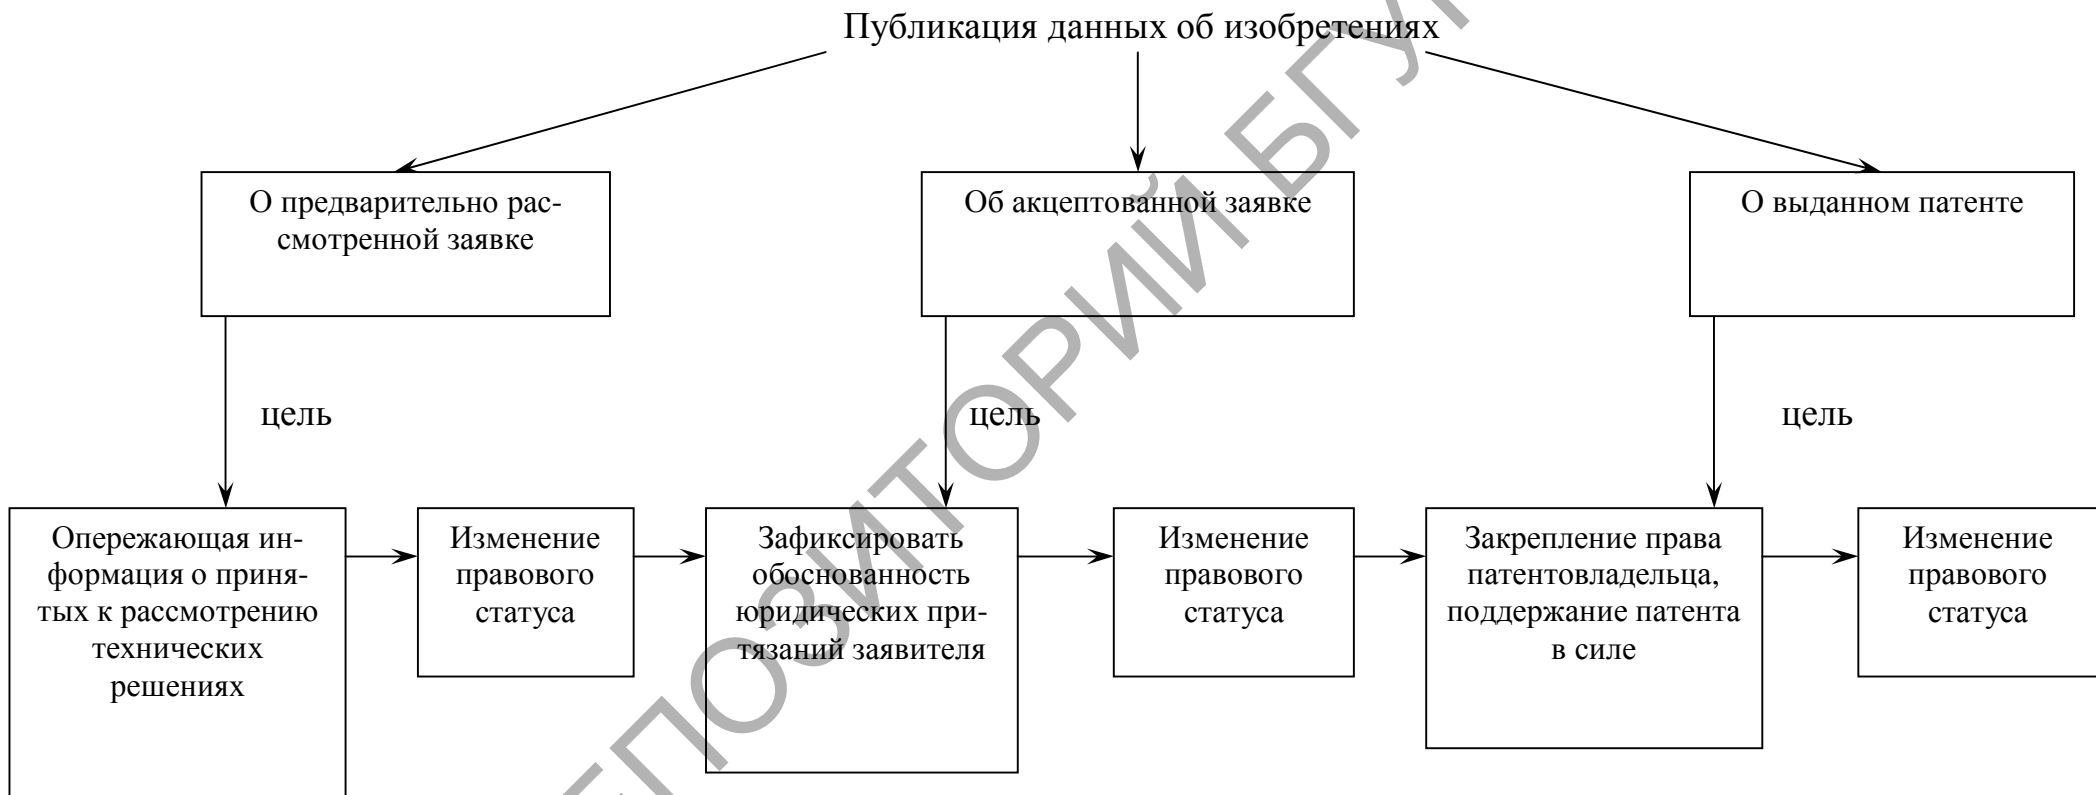 Публикация данных об изобретениях
О предварительно рас-
смотренной заявке
Об акцептованной заявке
О выданном патенте
цель
цель
цель
Опережающая ин-
формация о приня-
тых к рассмотрению
технических
решениях
Изменение
правового
статуса
Зафиксировать
обоснованность
юридических при-
тязаний заявителя
Изменение
правового
статуса
Закрепление права
патентовладельца,
поддержание патента
в силе
Изменение
правового
статуса
ЕПОЗИТОРИЙ БГУ